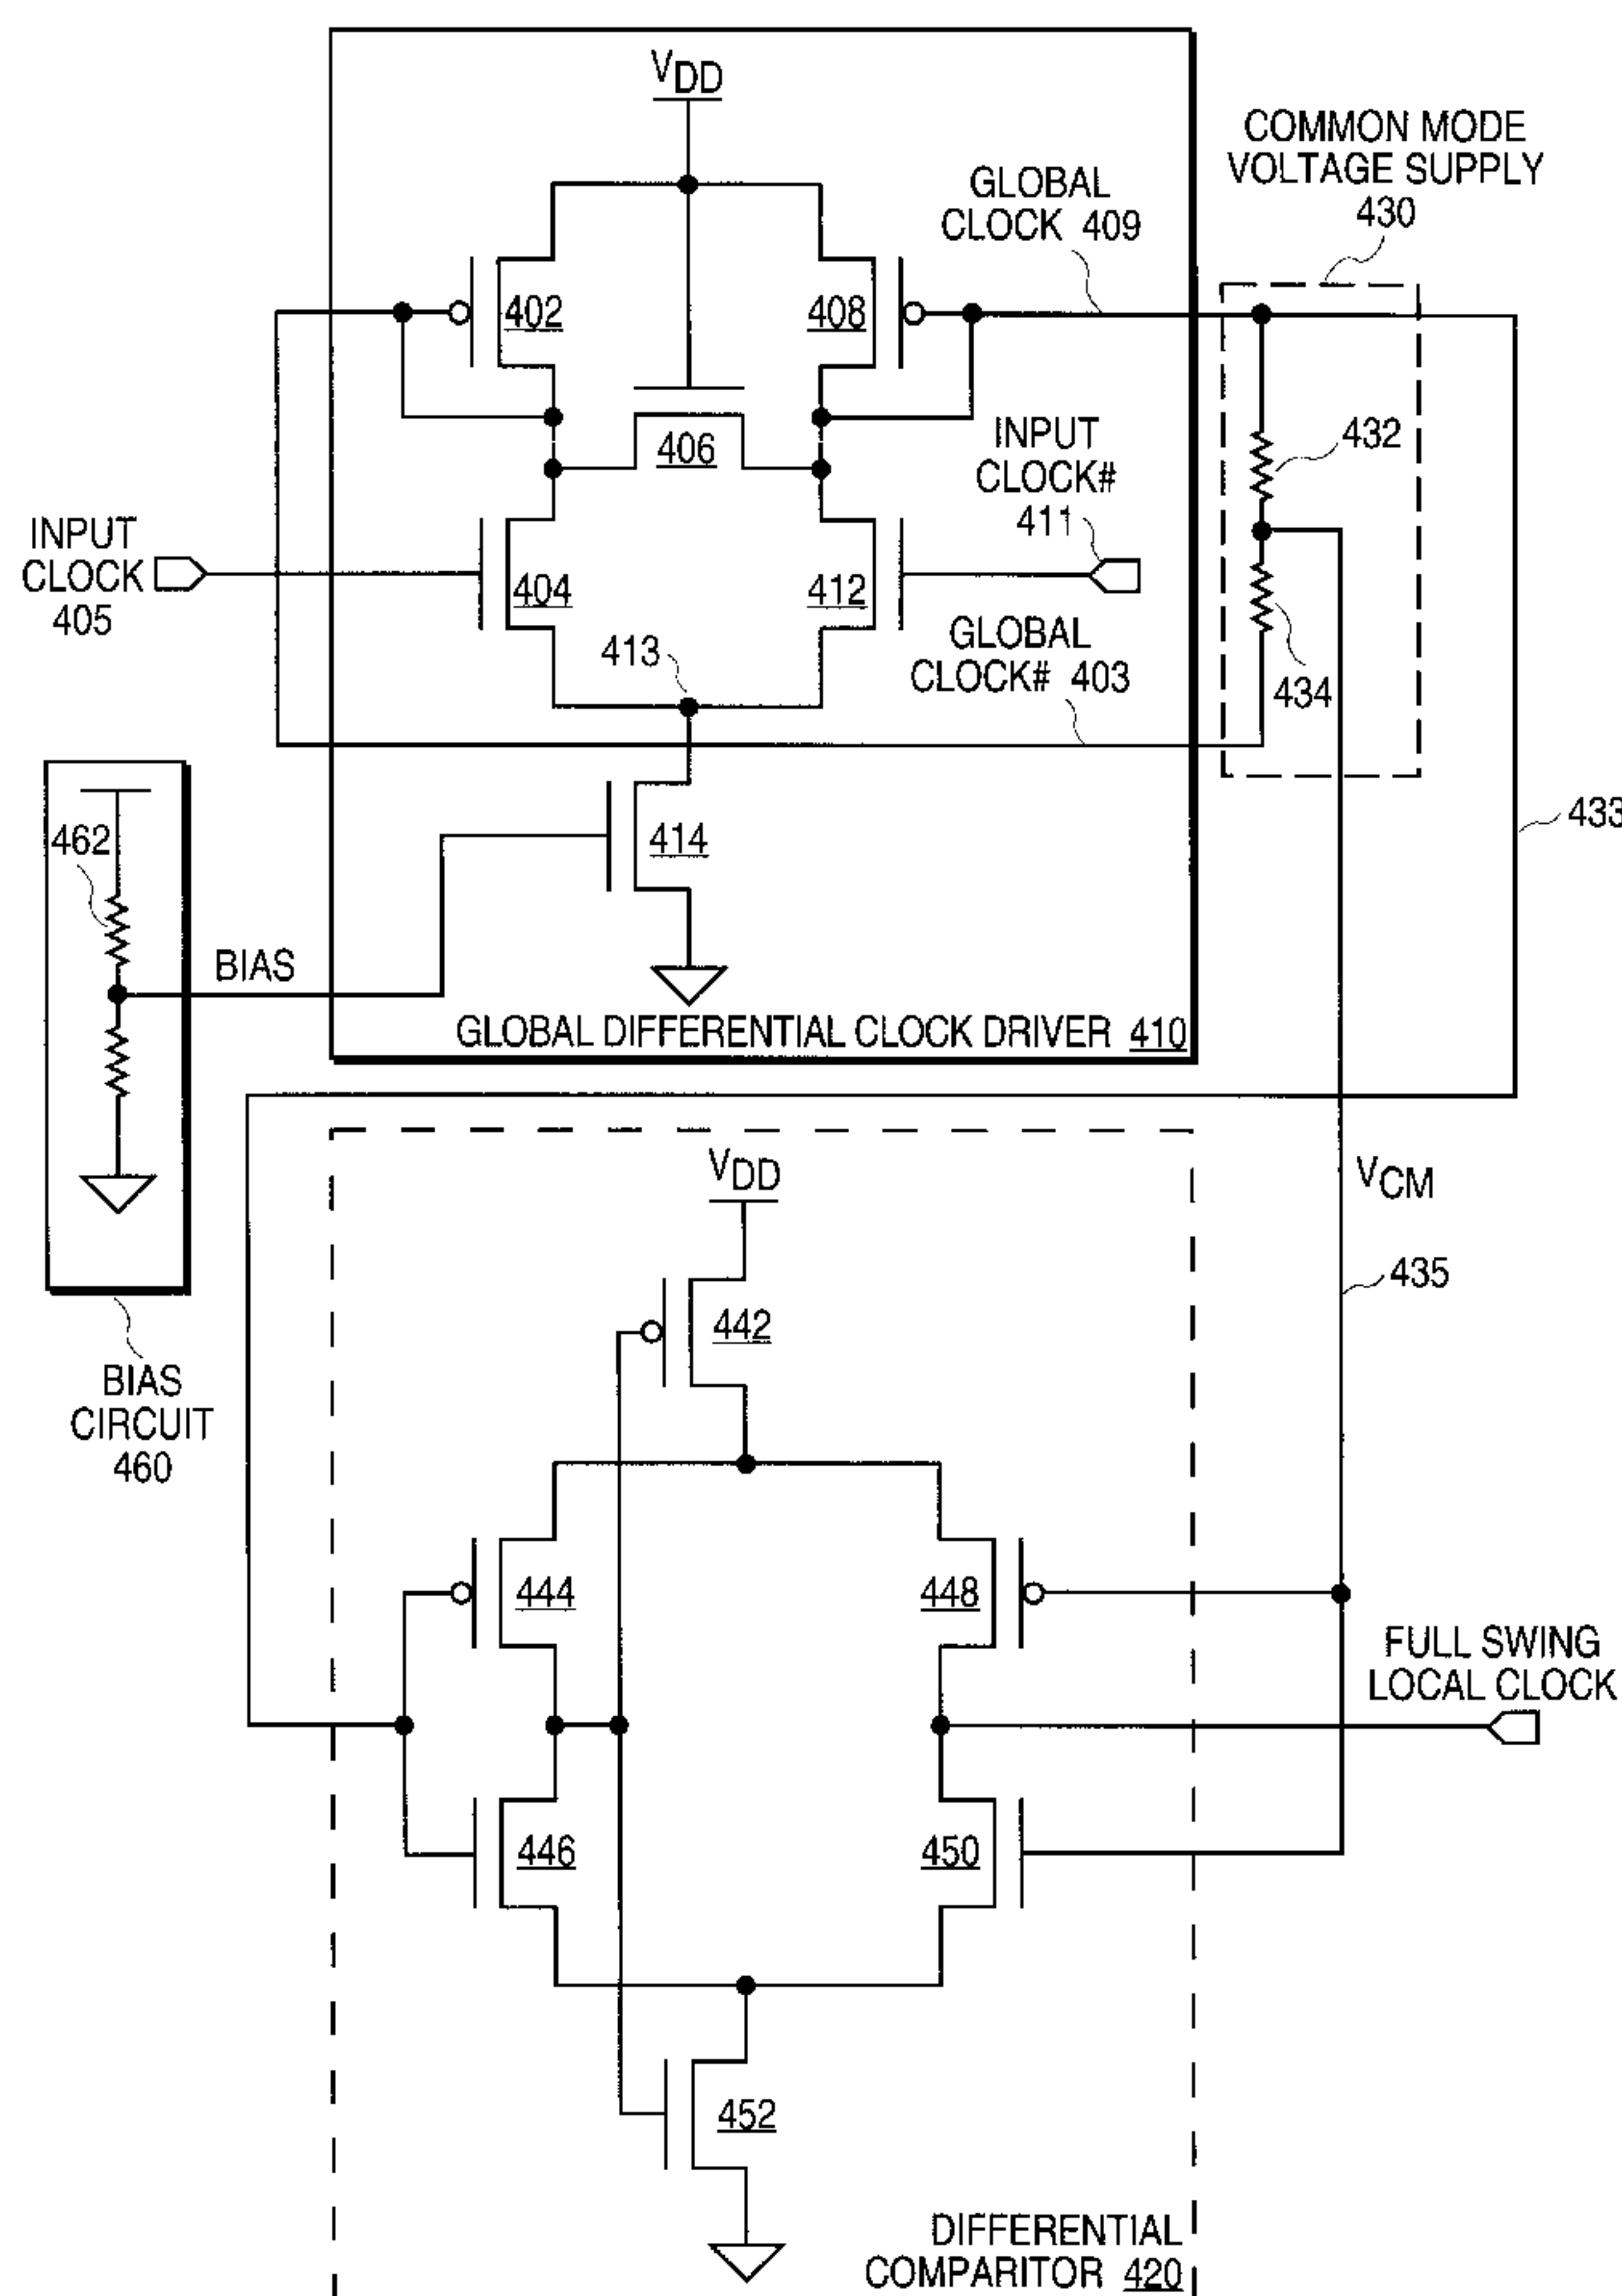 VDD
COMMON MODE
VOLTAGE SUPPLY
430
GLOBAL
CLOCK 409
402
408
406
432
INPUT
CLOCK#
411
INPUT
CLOCK
405
404
412
GLOBAL
CLOCK# 403
413
434
414
433
462
BIAS
GLOBAL DIFFERENTIAL CLOCK DRIVER 410
VDD
VCM
435
442
BIAS
CIRCUIT
460
444
448
FULL SWING
LOCAL CLOCK
446
450
452
DIFFERENTIAL
COMPARITOR 420